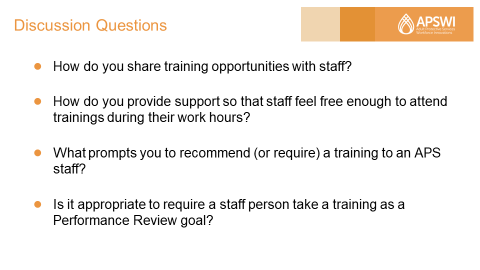 Discussion Questions
APSWI
How do you share training opportunities with staff?
How do you provide support so that staff feel free enough to attend
trainings during their work hours?
What prompts you to recommend (or require) a training to an APS
staff?
Is it appropriate to require a staff person take a training as a
Performance Review goal?